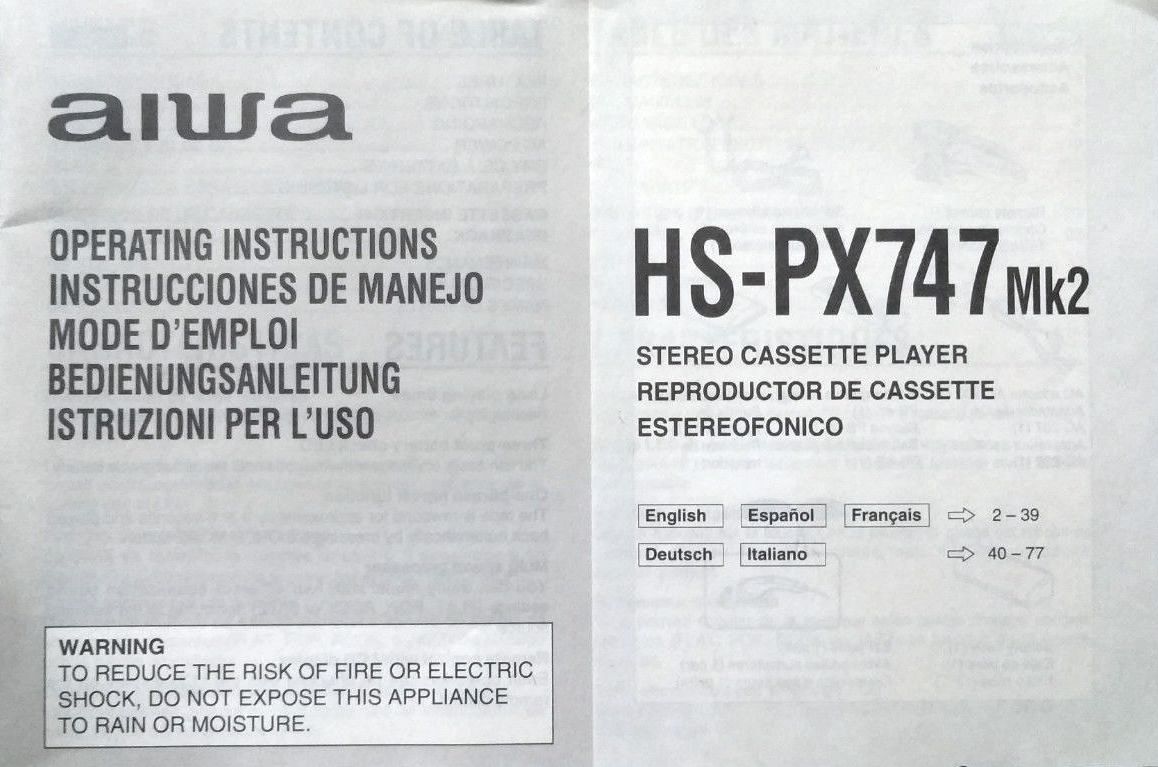 aiwa
OPERATING INSTRUCTIONS
INSTRUCCIONES DE MANEJO
MODE D'EMPLOI
BEDIENUNGSANLEITUNG
ISTRUZIONI PER L'USO
WARNING
TO REDUCE THE RISK OF FIRE OR ELECTRIC
SHOCK, DO NOT EXPOSE THIS APPLIANCE
TO RAIN OR MOISTURE.
HS-PX747 Mk2
STEREO CASSETTE PLAYER
REPRODUCTOR DE CASSETTE
ESTEREOFONICO
English Español Français ⇨ 2 – 39
Deutsch Italiano ⇨ 40 – 77